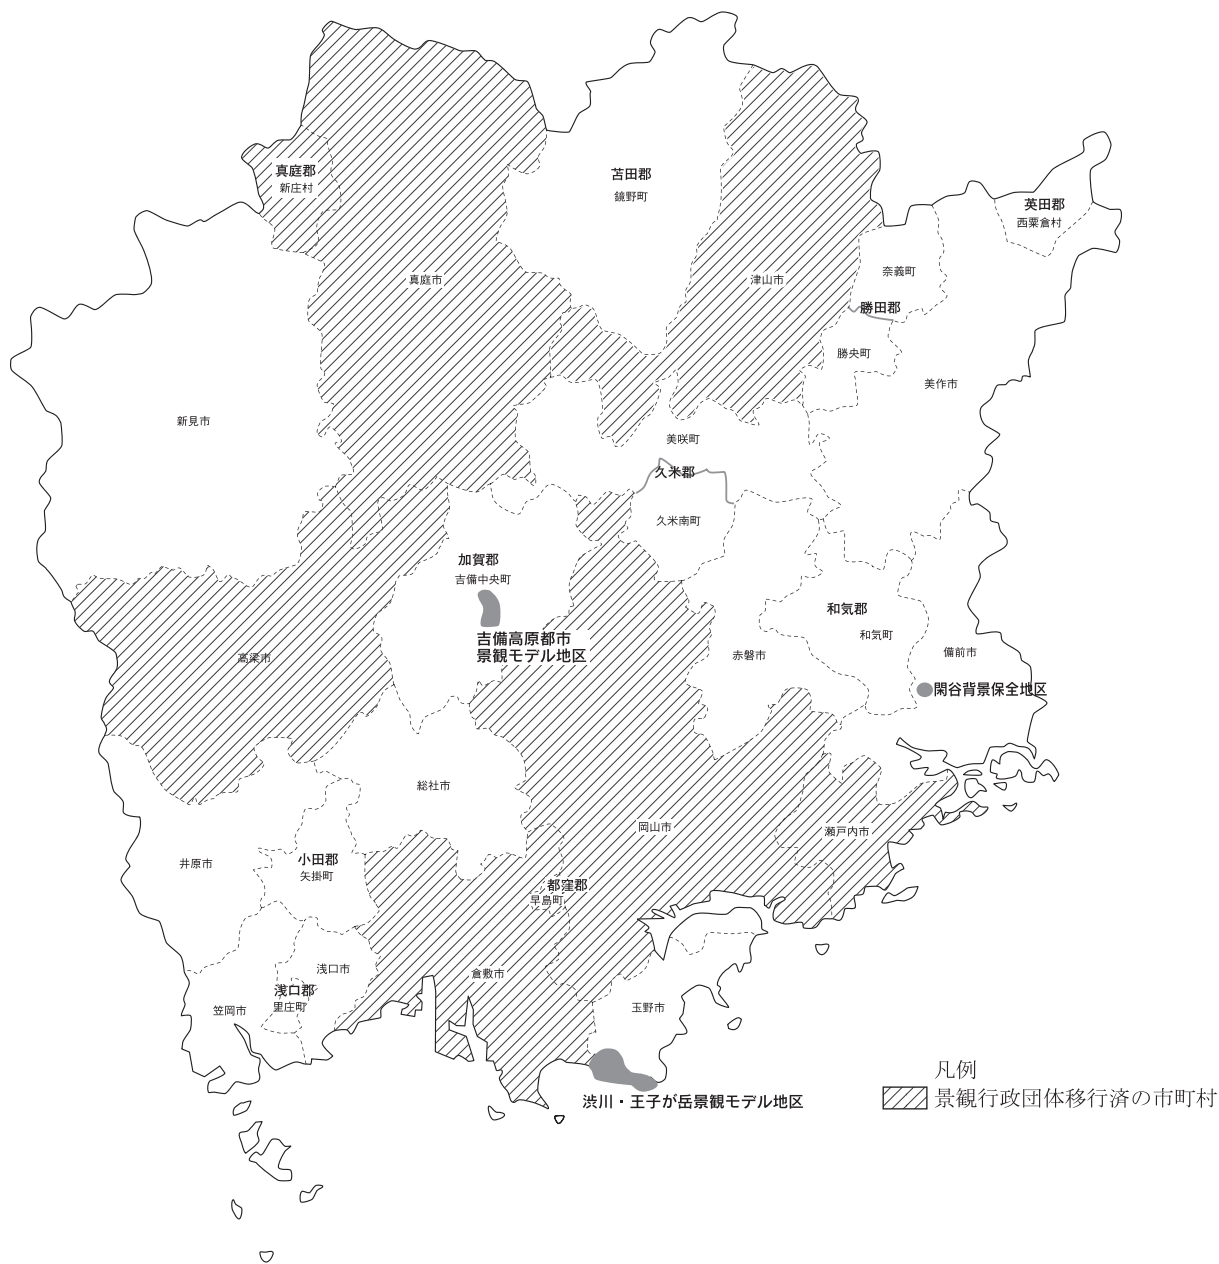 真庭郡
新庄村
苫田郡
鏡野町
英田郡
西粟倉村
真庭市
津山市
奈義町
勝田郡
勝央町
美作市
新見市
美咲町
久米郡
久米南町
加賀郡
吉備中央町
吉備高原都市
景観モデル地区
和気郡
和気町
赤磐市
備前市
高梁市
閑谷背景保全地区
総社市
岡山市
瀬戸内市
井原市
小田郡
矢掛町
都窪郡
早島町
浅口市
倉敷市
浅口郡
里庄町
笠岡市
玉野市
渋川・王子が岳景観モデル地区
凡例
景観行政団体移行済の市町村